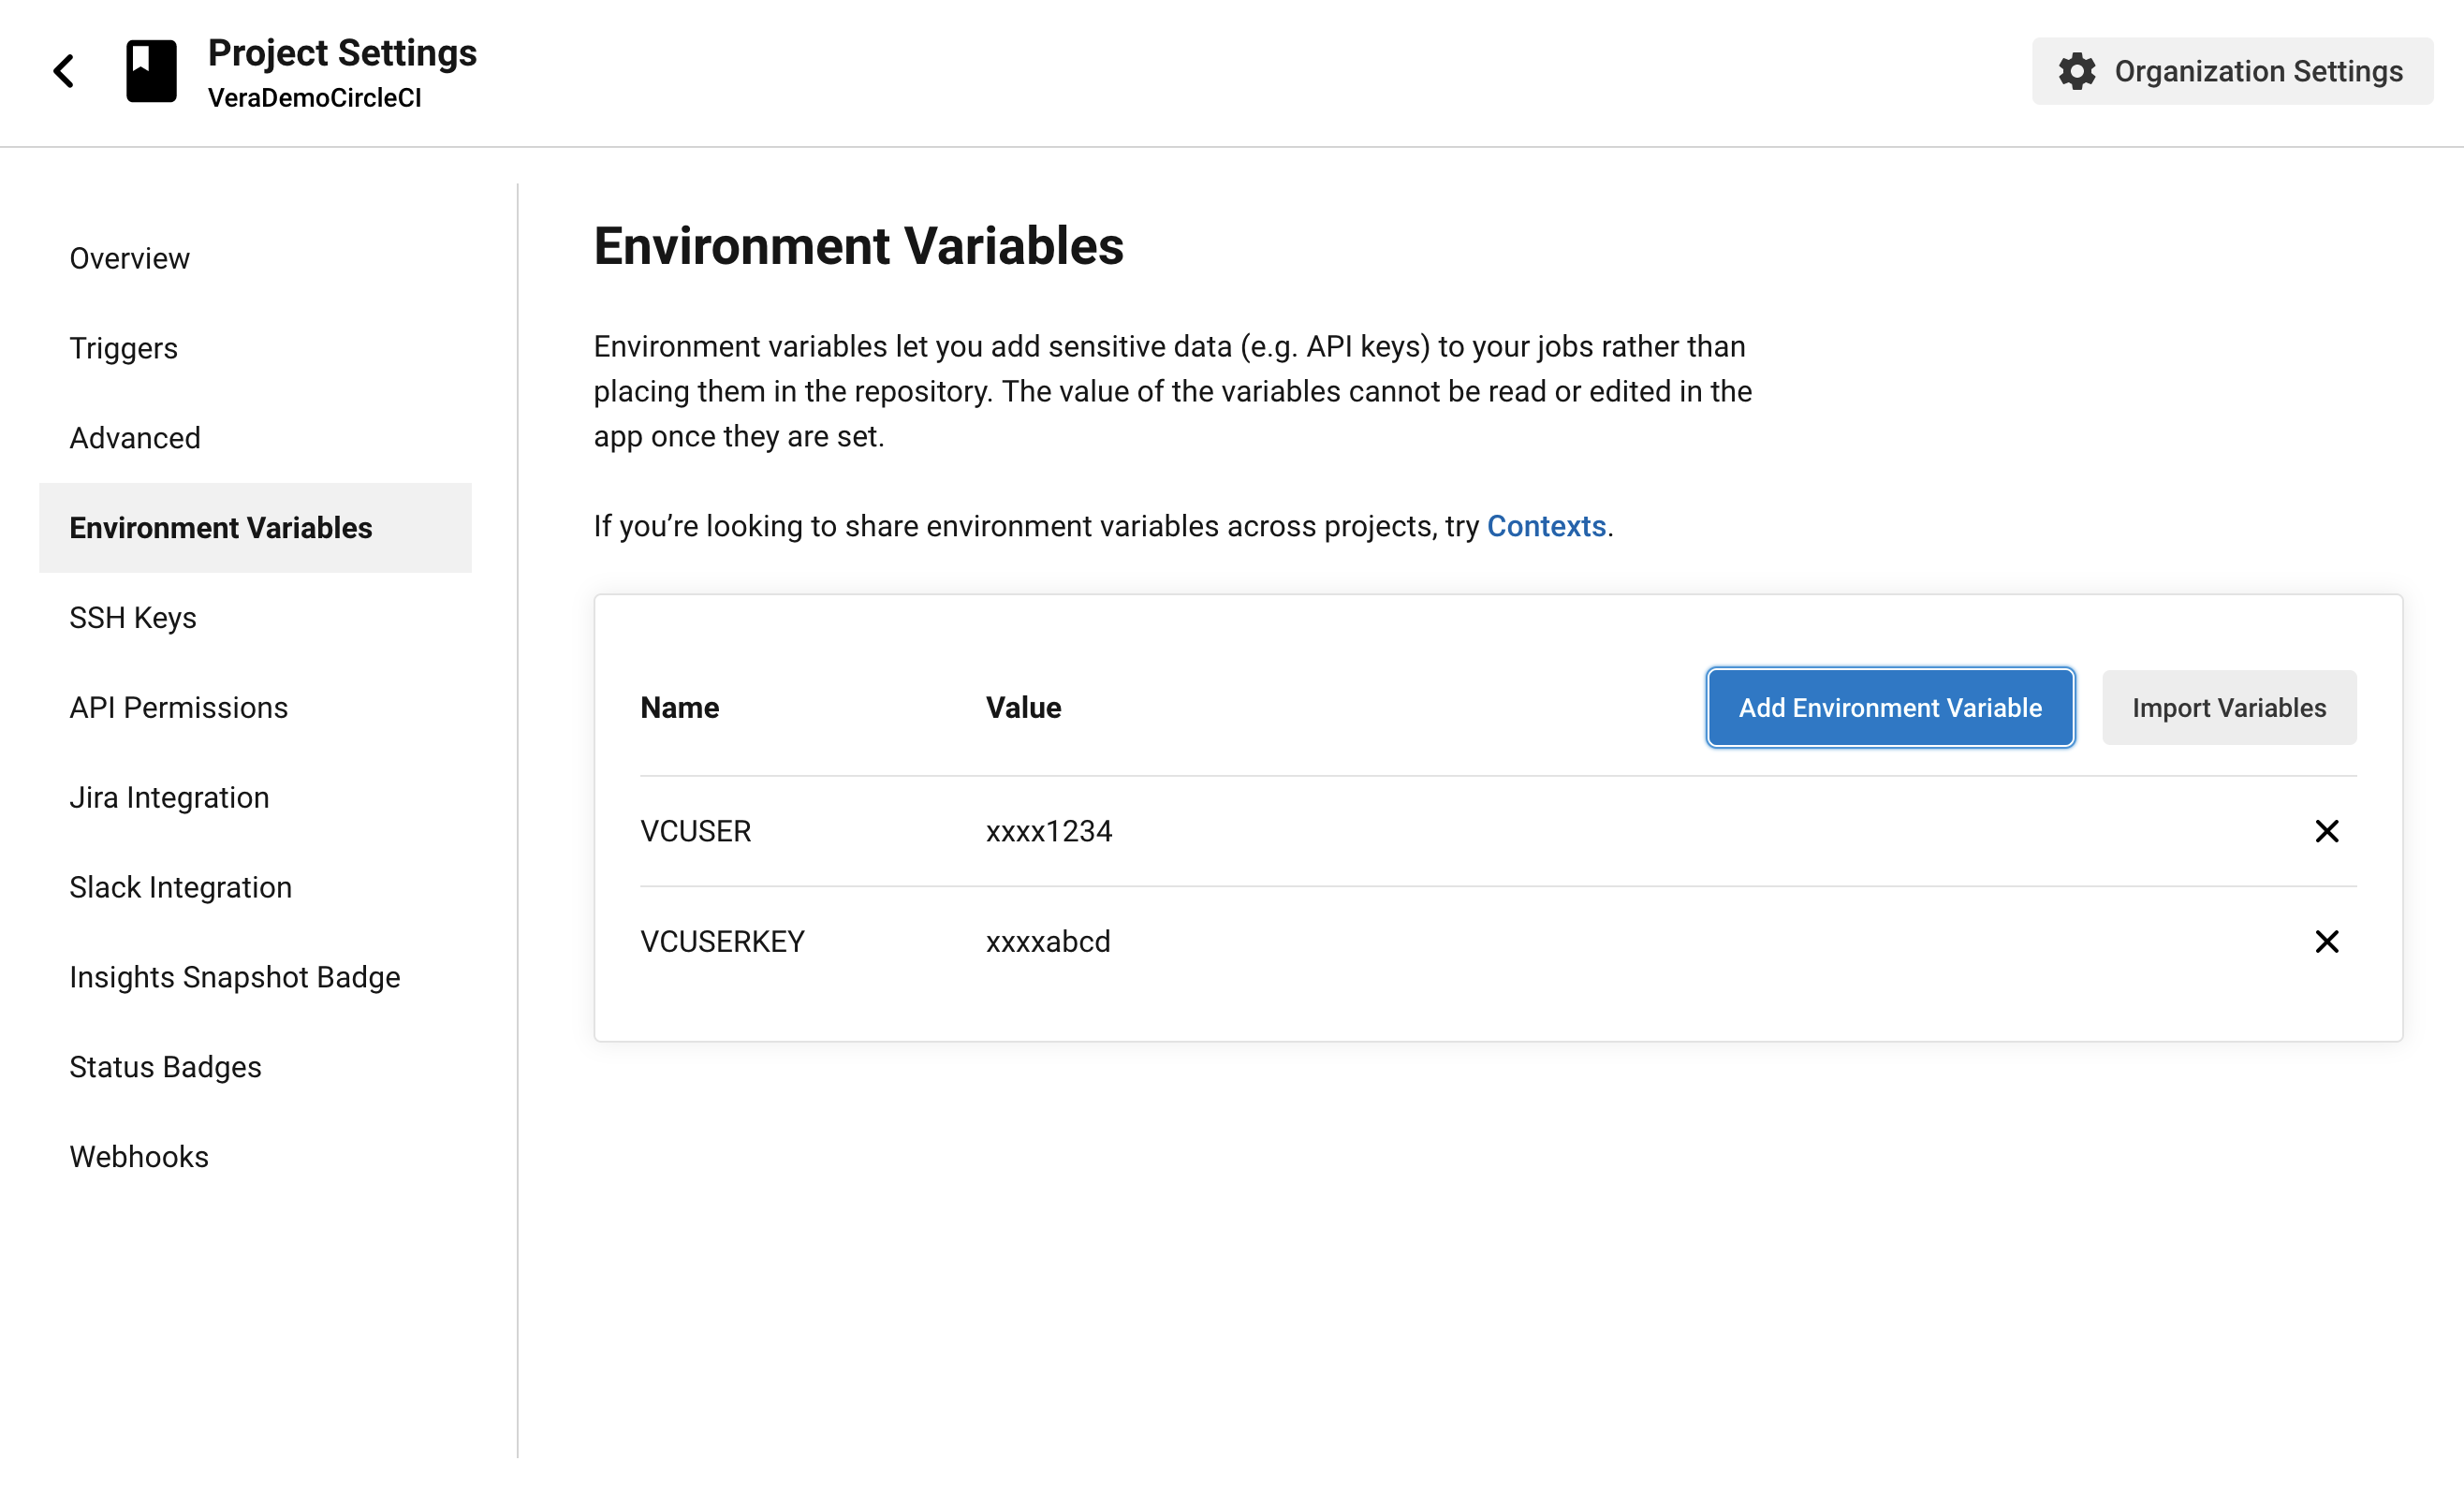 Project Settings
VeraDemoCircleCI
Organization Settings
Overview
Triggers
Advanced
Environment Variables
SSH Keys
API Permissions
Jira Integration
Slack Integration
Insights Snapshot Badge
Status Badges
Webhooks
Environment Variables
Environment variables let you add sensitive data (e.g. API keys) to your jobs rather than
placing them in the repository. The value of the variables cannot be read or edited in the
app once they are set.
If you’re looking to share environment variables across projects, try Contexts.
Name Value Add Environment Variable Import Variables
VCUSER xxxx1234
VCUSERKEY xxxxabcd